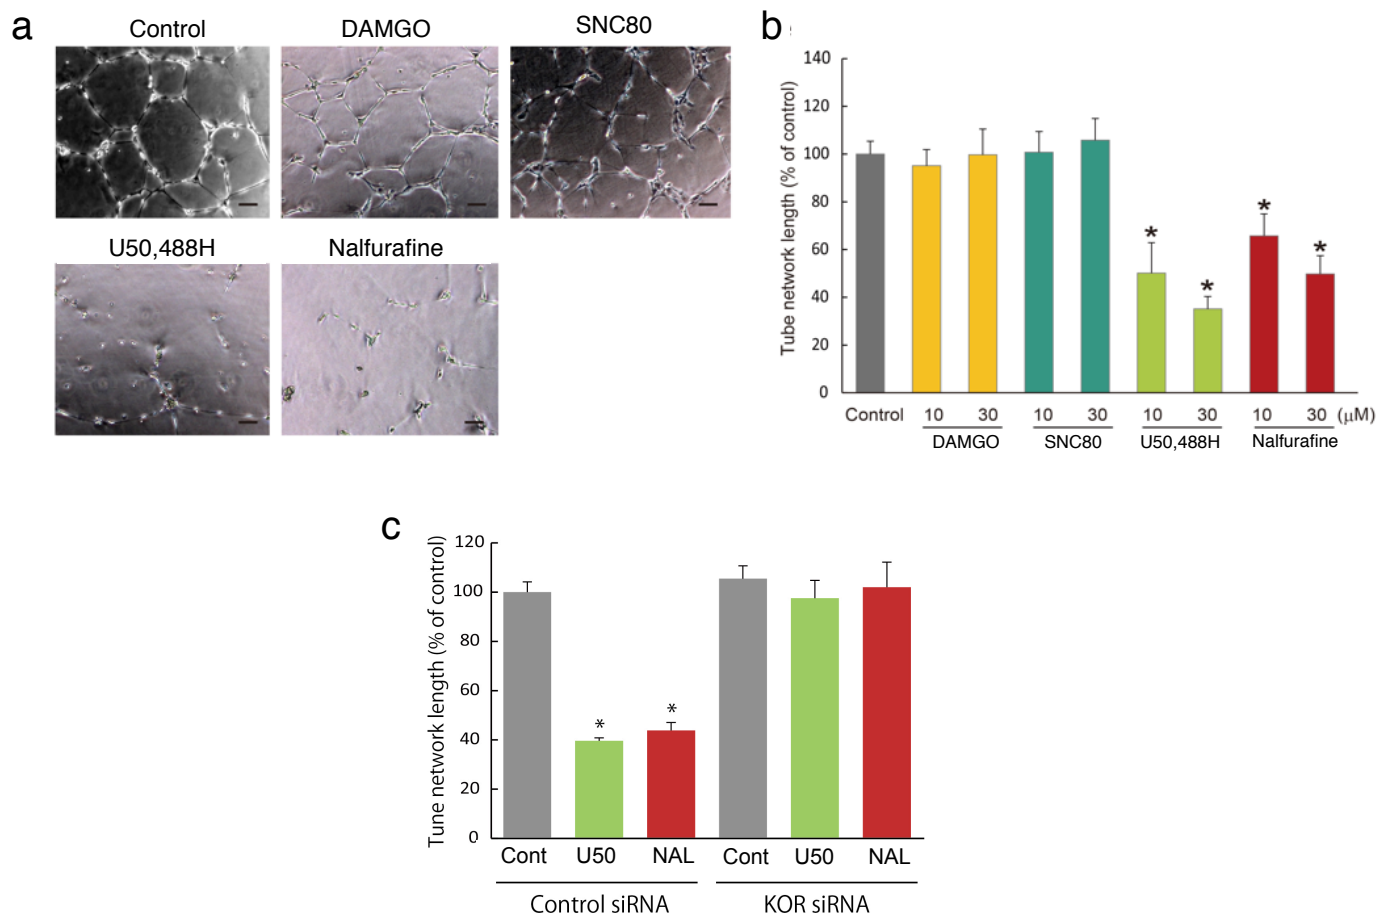 a
Control
DAMGO
SNC80
U50,488H
Nalfurafine
b
Tube network length (% of control)
140
120
100
80
60
40
20
0
*
*
*
*
Control
10
30
10
30
10
30
10
30
(μM)
DAMGO
SNC80
U50,488H
Nalfurafine
c
Tune network length (% of control)
120
100
80
60
40
20
0
*
*
Cont
U50
NAL
Cont
U50
NAL
Control siRNA
KOR siRNA